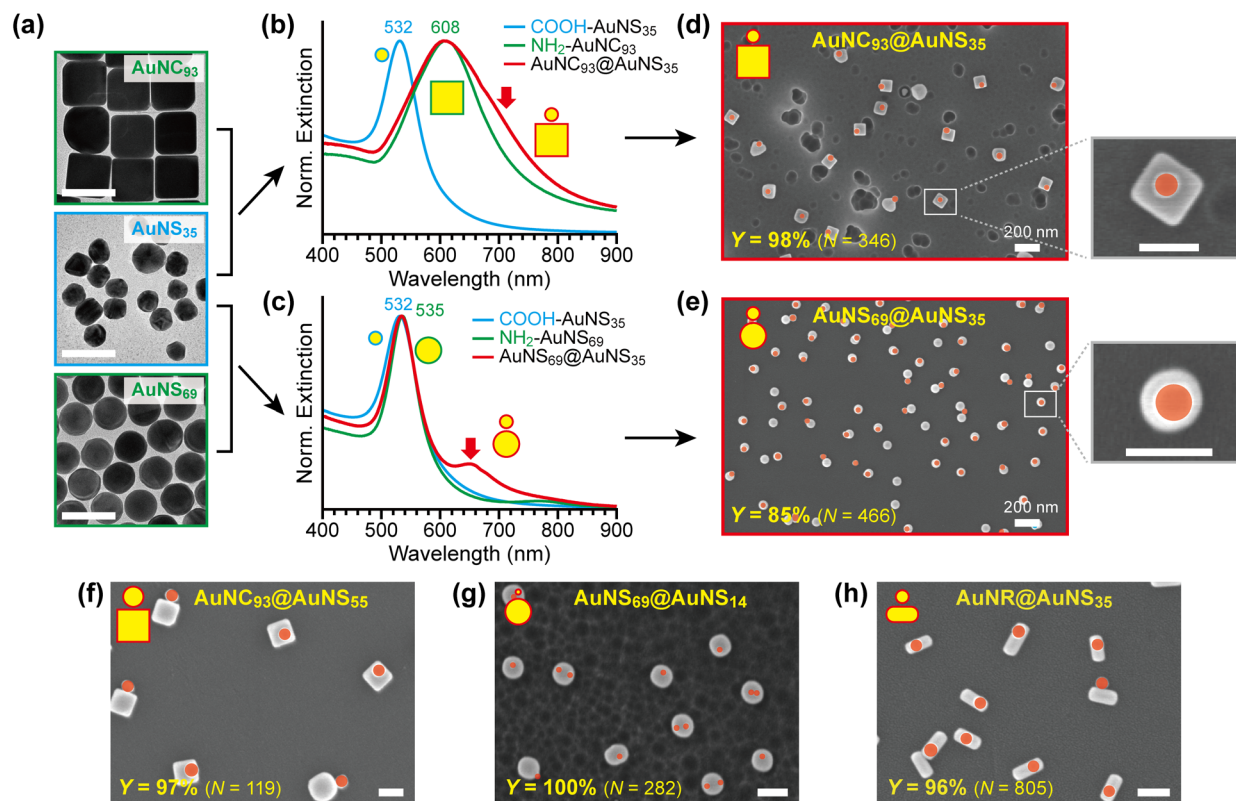 (a)
AuNC₉₃
AuNS₃₅
AuNS₆₉
(b)
532
608
COOH-AuNS₃₅
NH₂-AuNC₉₃
AuNC₉₃@AuNS₃₅
Norm. Extinction
400 500 600 700 800 900
Wavelength (nm)
(c)
532
535
COOH-AuNS₃₅
NH₂-AuNS₆₉
AuNS₆₉@AuNS₃₅
Norm. Extinction
400 500 600 700 800 900
Wavelength (nm)
(d)
AuNC₉₃@AuNS₃₅
Y = 98% (N = 346)
200 nm
(e)
AuNS₆₉@AuNS₃₅
Y = 85% (N = 466)
200 nm
(f)
AuNC₉₃@AuNS₅₅
Y = 97% (N = 119)
(g)
AuNS₆₉@AuNS₁₄
Y = 100% (N = 282)
(h)
AuNR@AuNS₃₅
Y = 96% (N = 805)